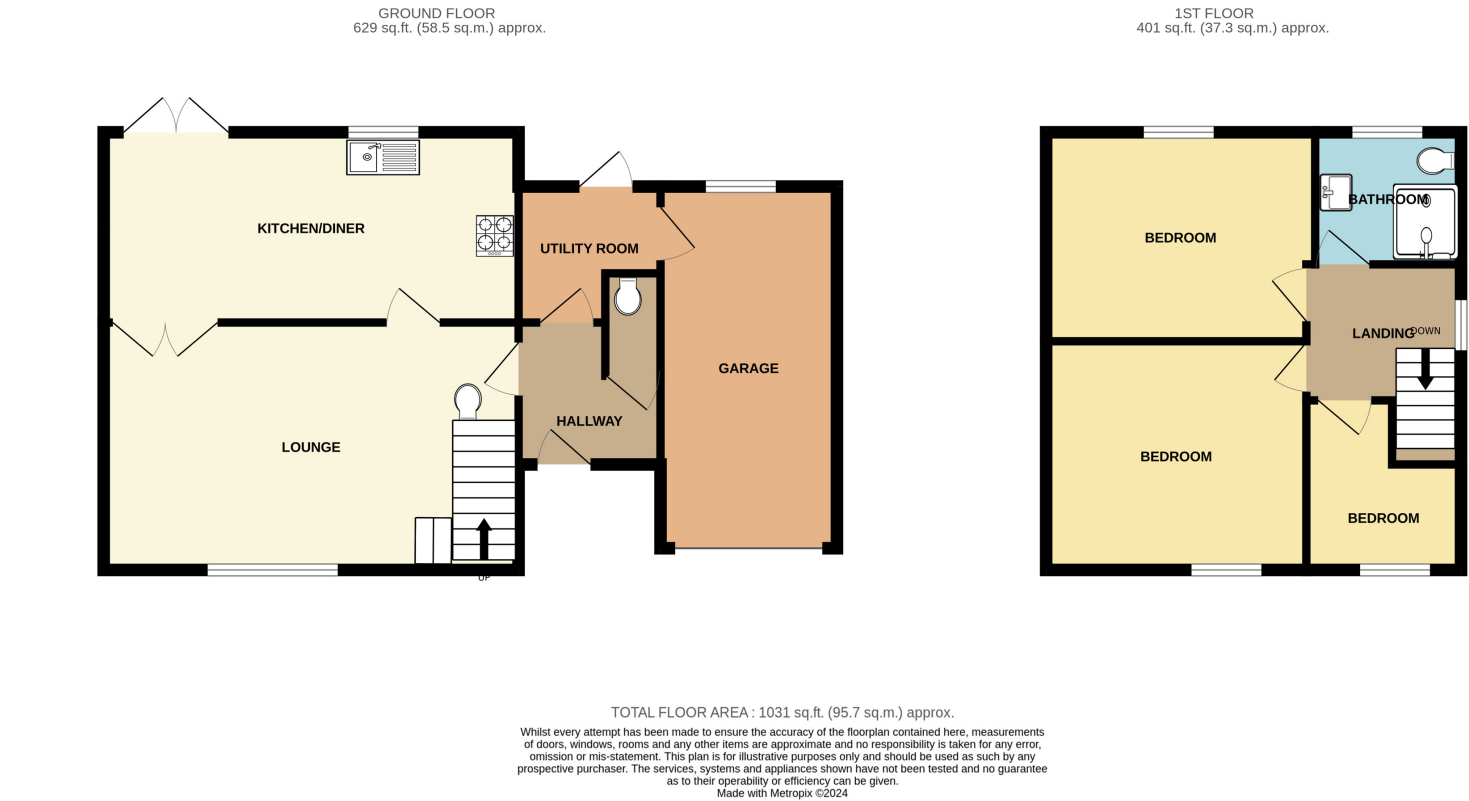 GROUND FLOOR
629 sq.ft. (58.5 sq.m.) approx.
1ST FLOOR
401 sq.ft. (37.3 sq.m.) approx.
KITCHEN/DINER
UTILITY ROOM
GARAGE
LOUNGE
HALLWAY
UP
BEDROOM
BATHROOM
LANDING
DOWN
BEDROOM
BEDROOM
TOTAL FLOOR AREA : 1031 sq.ft. (95.7 sq.m.) approx.
Whilst every attempt has been made to ensure the accuracy of the floorplan contained here, measurements
of doors, windows, rooms and any other items are approximate and no responsibility is taken for any error,
omission or mis-statement. This plan is for illustrative purposes only and should be used as such by any
prospective purchaser. The services, systems and appliances shown have not been tested and no guarantee
as to their operability or efficiency can be given.
Made with Metropix ©2024